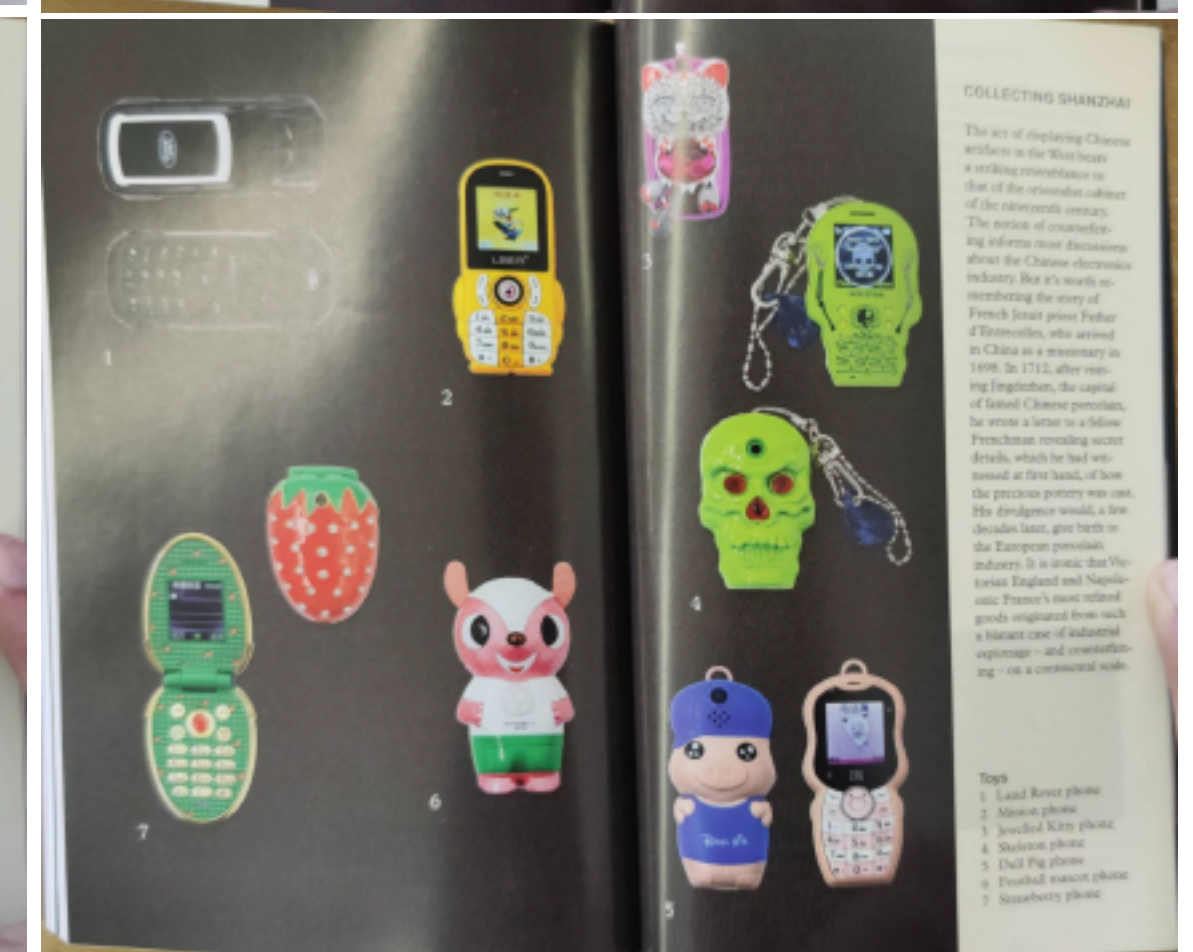 COLLECTING SHANZHAI
The act of displaying Chinese
artifacts in the West bears
a striking resemblance to
that of the orientalist cabinet
of the nineteenth century.
The notion of counterfeit-
ing informs most discussions
about the Chinese electronics
industry. But it's worth re-
membering the story of
French Jesuit priest Father
d'Entrecolles, who arrived
in China as a missionary in
1698. In 1712, after visit-
ing Jingdezhen, the capital
of famed Chinese porcelain,
he wrote a letter to a fellow
Frenchman revealing secret
details, which he had wit-
nessed at first hand, of how
the precious pottery was cast.
His divulgence would, a few
decades later, give birth to
the European porcelain
industry. It is ironic that Vic-
torian England and Napole-
onic France's most refined
goods originated from such
a blatant case of industrial
espionage – and counterfeit-
ing – on a continental scale.
Toys
1 Land Rover phone
2 Minion phone
3 Jewelled Kitty phone
4 Skeleton phone
5 Dull Pig phone
6 Football mascot phone
7 Strawberry phone
1
2
3
4
5
6
7